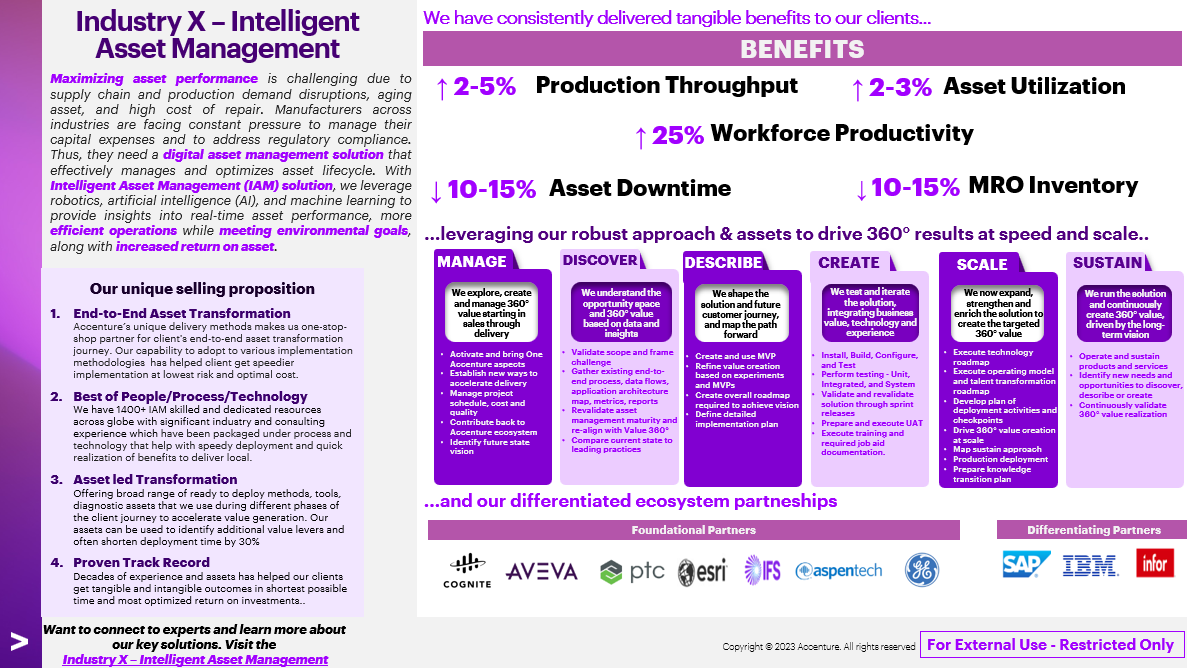 Industry X – Intelligent
Asset Management
Maximizing asset performance is challenging due to
supply chain and production demand disruptions, aging
asset, and high cost of repair. Manufacturers across
industries are facing constant pressure to manage their
capital expenses and to address regulatory compliance.
Thus, they need a digital asset management solution that
effectively manages and optimizes asset lifecycle. With
Intelligent Asset Management (IAM) solution, we leverage
robotics, artificial intelligence (AI), and machine learning to
provide insights into real-time asset performance, more
efficient operations while meeting environmental goals,
along with increased return on asset.
Our unique selling proposition
1. End-to-End Asset Transformation
Accenture's unique delivery methods makes us one-stop-
shop partner for client's end-to-end asset transformation
journey. Our capability to adopt to various implementation
methodologies has helped client get speedier
implementation at lowest risk and optimal cost.
2. Best of People/Process/Technology
We have 1400+ IAM skilled and dedicated resources
across globe with significant industry and consulting
experience which have been packaged under process and
technology that help with speedy deployment and quick
realization of benefits to deliver local.
3. Asset led Transformation
Offering broad range of ready to deploy methods, tools,
diagnostic assets that we use during different phases of
the client journey to accelerate value generation. Our
assets can be used to identify additional value levers and
often shorten deployment time by 30%
4. Proven Track Record
Decades of experience and assets has helped our clients
get tangible and intangible outcomes in shortest possible
time and most optimized return on investments..
>
Want to connect to experts and learn more about
our key solutions. Visit the
Industry X – Intelligent Asset Management
We have consistently delivered tangible benefits to our clients...
BENEFITS
↑ 2-5% Production Throughput
↑ 2-3% Asset Utilization
↑ 25% Workforce Productivity
↓ 10-15% Asset Downtime
↓ 10-15% MRO Inventory
...leveraging our robust approach & assets to drive 360° results at speed and scale..
MANAGE
We explore, create
and manage 360°
value starting in
sales through
delivery
• Activate and bring One
Accenture aspects
• Establish new ways to
accelerate delivery
• Manage project
schedule, cost and
quality
• Contribute back to
Accenture ecosystem
• Identify future state
vision
DISCOVER
We understand the
opportunity space
and 360° value
based on data and
insights
• Validate scope and frame
challenge
• Gather existing end-to-
end process, data flows,
application architecture
map, metrics, reports
• Revalidate asset
management maturity and
re-align with Value 360°
• Compare current state to
leading practices
DESCRIBE
We shape the
solution and future
customer journey,
and map the path
forward
• Create and use MVP
• Refine value creation
based on experiments
and MVPs
• Create overall roadmap
required to achieve vision
• Define detailed
implementation plan
CREATE
We test and iterate
the solution,
integrating business
value, technology and
experience
• Install, Build, Configure,
and Test
• Perform testing - Unit,
Integrated, and System
• Validate and revalidate
solution through sprint
releases
• Prepare and execute UAT
• Execute training and
required job aid
documentation.
SCALE
We now expand,
strengthen and
enrich the solution to
create the targeted
360° value
• Execute technology
roadmap
• Execute operating model
and talent transformation
roadmap
• Develop plan of
deployment activities and
checkpoints
• Drive 360° value creation
at scale
• Map sustain approach
• Production deployment
• Prepare knowledge
transition plan
SUSTAIN
We run the solution
and continuously
create 360° value,
driven by the long-
term vision
• Operate and sustain
products and services
• Identify new needs and
opportunities to discover,
describe or create
• Continuously validate
360° value realization
...and our differentiated ecosystem partneships
Foundational Partners
COGNITE
AVEVA
ptc
esri
IFS
aspentech
GE
Differentiating Partners
SAP
IBM
infor
Copyright © 2023 Accenture. All rights reserved
For External Use - Restricted Only